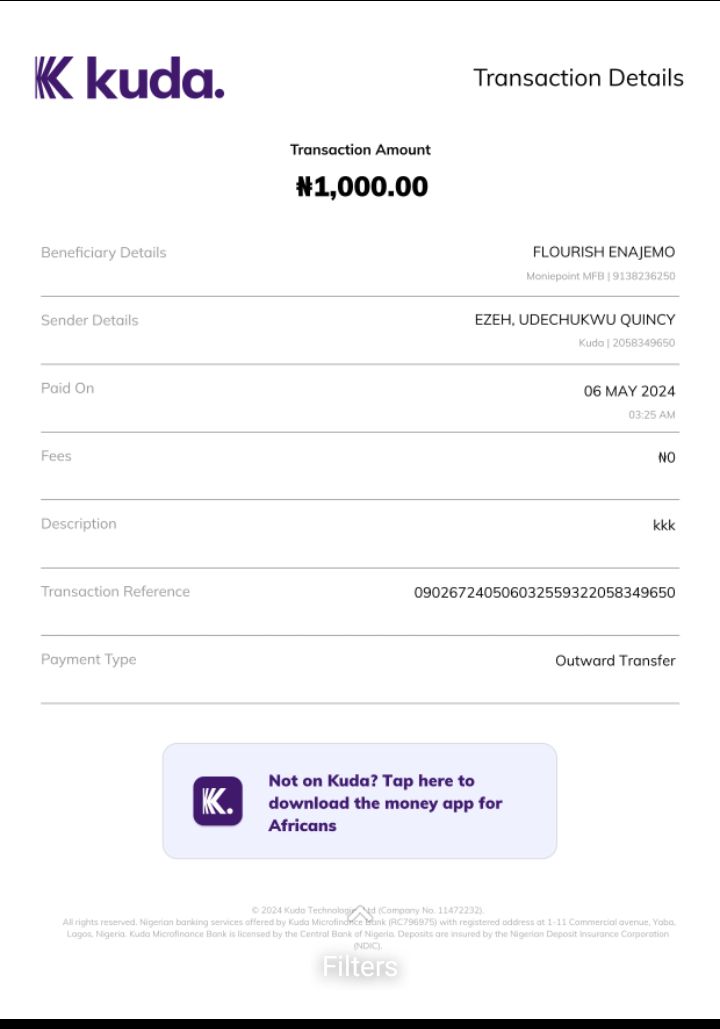 kuda.
Transaction Details
Transaction Amount
₦1,000.00
Beneficiary Details
FLOURISH ENAJEMO
Moniepoint MFB | 9138236250
Sender Details
EZEH, UDECHUKWU QUINCY
Kuda | 2058349650
Paid On
06 MAY 2024
03:25 AM
Fees
₦0
Description
kkk
Transaction Reference
090267240506032559322058349650
Payment Type
Outward Transfer
Not on Kuda? Tap here to
download the money app for
Africans
© 2024 Kuda Technologies Ltd (Company No. 11472232).
All rights reserved. Nigerian banking services offered by Kuda Microfinance Bank (RC796975) with registered address at 1-11 Commercial avenue, Yaba,
Lagos, Nigeria. Kuda Microfinance Bank is licensed by the Central Bank of Nigeria. Deposits are insured by the Nigerian Deposit Insurance Corporation
(NDIC).
Filters